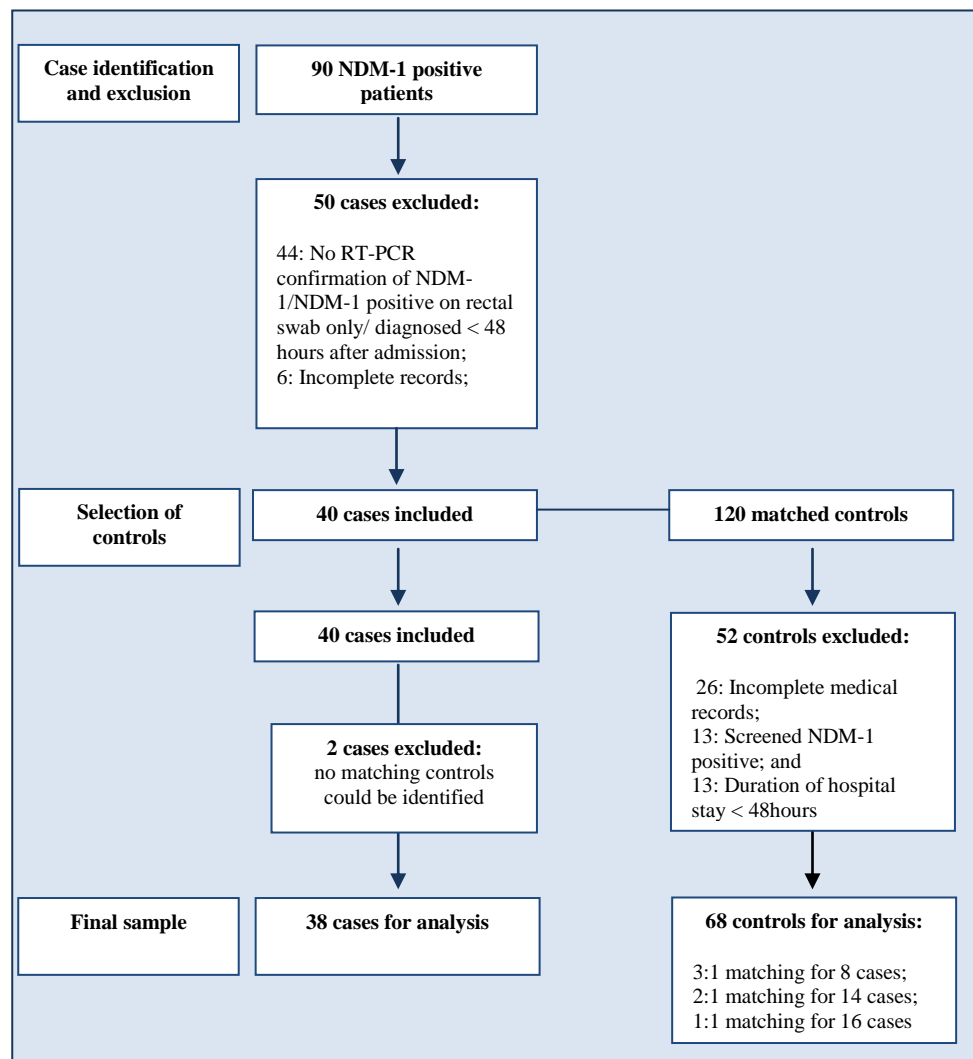 Case identification
and exclusion
90 NDM-1 positive
patients
50 cases excluded:
44: No RT-PCR
confirmation of NDM-
1/NDM-1 positive on rectal
swab only/ diagnosed < 48
hours after admission;
6: Incomplete records;
Selection of
controls
40 cases included
120 matched controls
40 cases included
52 controls excluded:
26: Incomplete medical
records;
13: Screened NDM-1
positive; and
13: Duration of hospital
stay < 48hours
2 cases excluded:
no matching controls
could be identified
Final sample
38 cases for analysis
68 controls for analysis:
3:1 matching for 8 cases;
2:1 matching for 14 cases;
1:1 matching for 16 cases